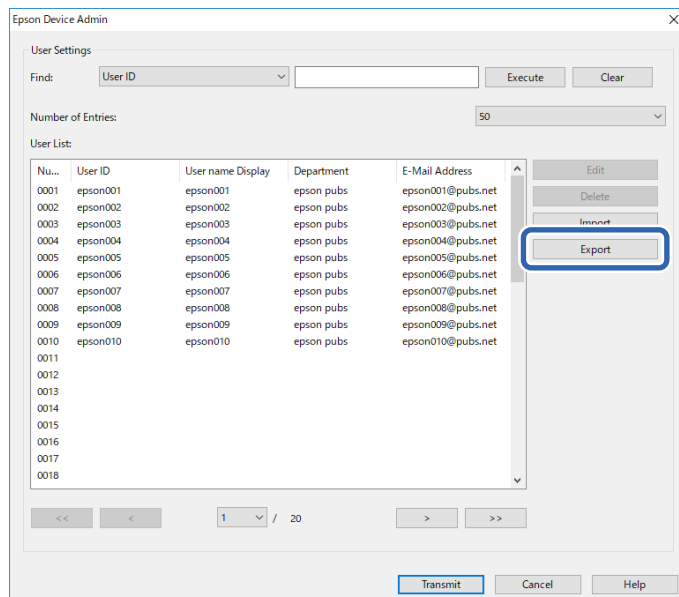 Epson Device Admin
User Settings
Find: User ID Execute Clear
Number of Entries: 50
User List:
Nu... User ID User name Display Department E-Mail Address Edit
0001 epson001 epson001 epson pubs epson001@pubs.net
0002 epson002 epson002 epson pubs epson002@pubs.net Delete
0003 epson003 epson003 epson pubs epson003@pubs.net Import
0004 epson004 epson004 epson pubs epson004@pubs.net
0005 epson005 epson005 epson pubs epson005@pubs.net Export
0006 epson006 epson006 epson pubs epson006@pubs.net
0007 epson007 epson007 epson pubs epson007@pubs.net
0008 epson008 epson008 epson pubs epson008@pubs.net
0009 epson009 epson009 epson pubs epson009@pubs.net
0010 epson010 epson010 epson pubs epson010@pubs.net
0011
0012
0013
0014
0015
0016
0017
0018
<< < 1 / 20 > >>
Transmit Cancel Help